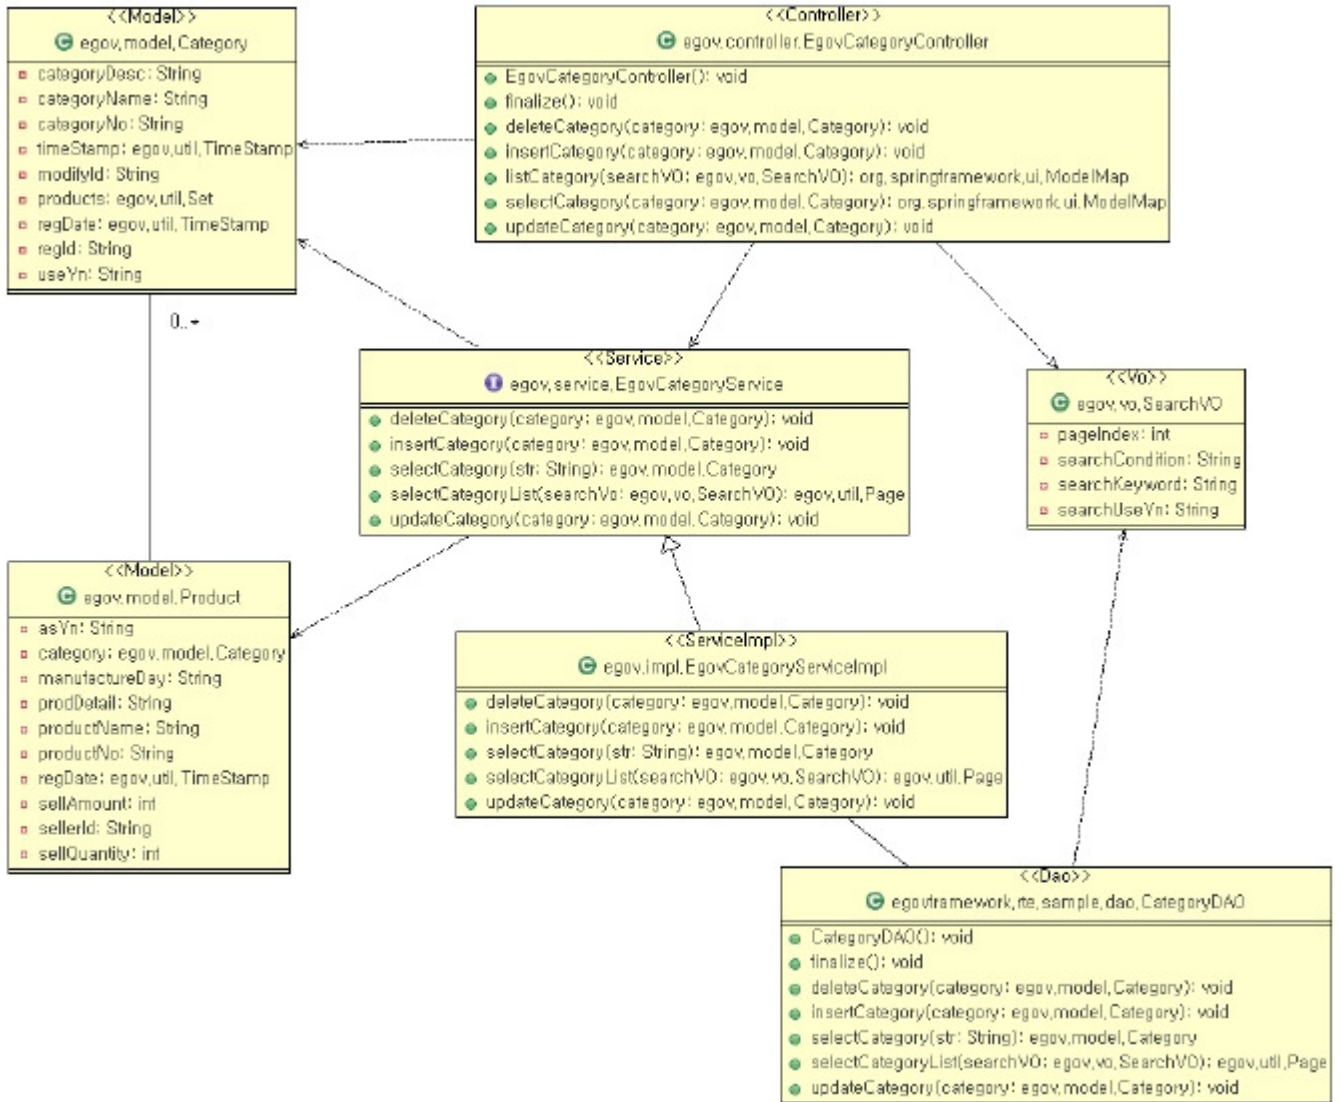 <<Model>>
egov.model.Category
categoryDesc: String
categoryName: String
categoryNo: String
timeStamp: egov.util.TimeStamp
modifyId: String
products: egov.util.Set
regDate: egov.util.TimeStamp
regId: String
useYn: String
0..*
<<Controller>>
egov.controller.EgovCategoryController
EgovCategoryController(): void
finalize(): void
deleteCategory(category: egov.model.Category): void
insertCategory(category: egov.model.Category): void
listCategory(searchVO: egov.vo.SearchVO): org.springframework.ui.ModelMap
selectCategory(category: egov.model.Category): org.springframework.ui.ModelMap
updateCategory(category: egov.model.Category): void
<<Service>>
I egov.service.EgovCategoryService
deleteCategory(category: egov.model.Category): void
insertCategory(category: egov.model.Category): void
selectCategory(str: String): egov.model.Category
selectCategoryList(searchVo: egov.vo.SearchVO): egov.util.Page
updateCategory(category: egov.model.Category): void
<<Vo>>
C egov.vo.SearchVO
pageIndex: int
searchCondition: String
searchKeyword: String
searchUseYn: String
<<Model>>
C egov.model.Product
asYn: String
category: egov.model.Category
manufactureDay: String
prodDetail: String
productName: String
productNo: String
regDate: egov.util.TimeStamp
sellAmount: int
sellerId: String
sellQuantity: int
<<ServiceImpl>>
C egov.impl.EgovCategoryServiceImpl
deleteCategory(category: egov.model.Category): void
insertCategory(category: egov.model.Category): void
selectCategory(str: String): egov.model.Category
selectCategoryList(searchVO: egov.vo.SearchVO): egov.util.Page
updateCategory(category: egov.model.Category): void
<<Dao>>
C egovframework.rte.sample.dao.CategoryDAO
CategoryDAO(): void
finalize(): void
deleteCategory(category: egov.model.Category): void
insertCategory(category: egov.model.Category): void
selectCategory(str: String): egov.model.Category
selectCategoryList(searchVO: egov.vo.SearchVO): egov.util.Page
updateCategory(category: egov.model.Category): void